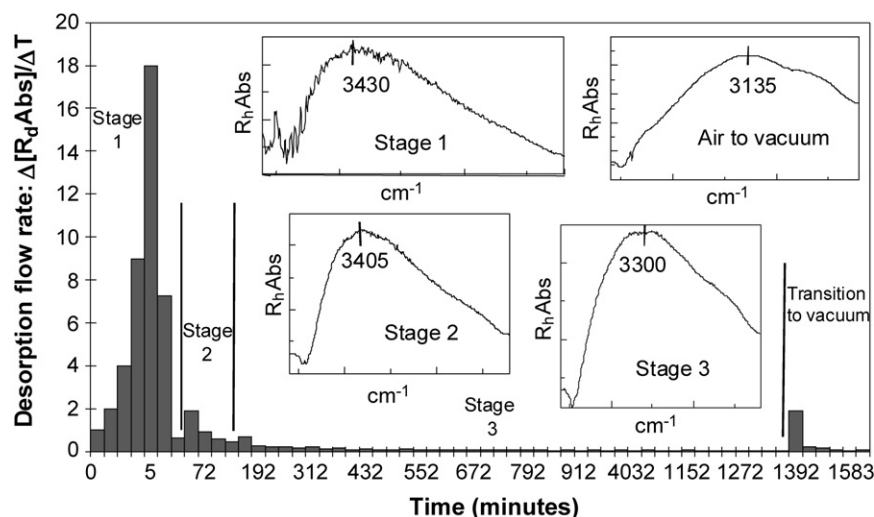 Desorption flow rate: Δ[RdAbs]/ΔT
20
18
16
14
12
10
8
6
4
2
0
Stage
1
Stage
2
Stage
3
Transition
to vacuum
RhAbs
3430
Stage 1
cm-1
RhAbs
3135
Air to vacuum
cm-1
RhAbs
3405
Stage 2
cm-1
RhAbs
3300
Stage 3
cm-1
0 5 72 192 312 432 552 672 792 912 4032 1152 1272 1392 1583
Time (minutes)